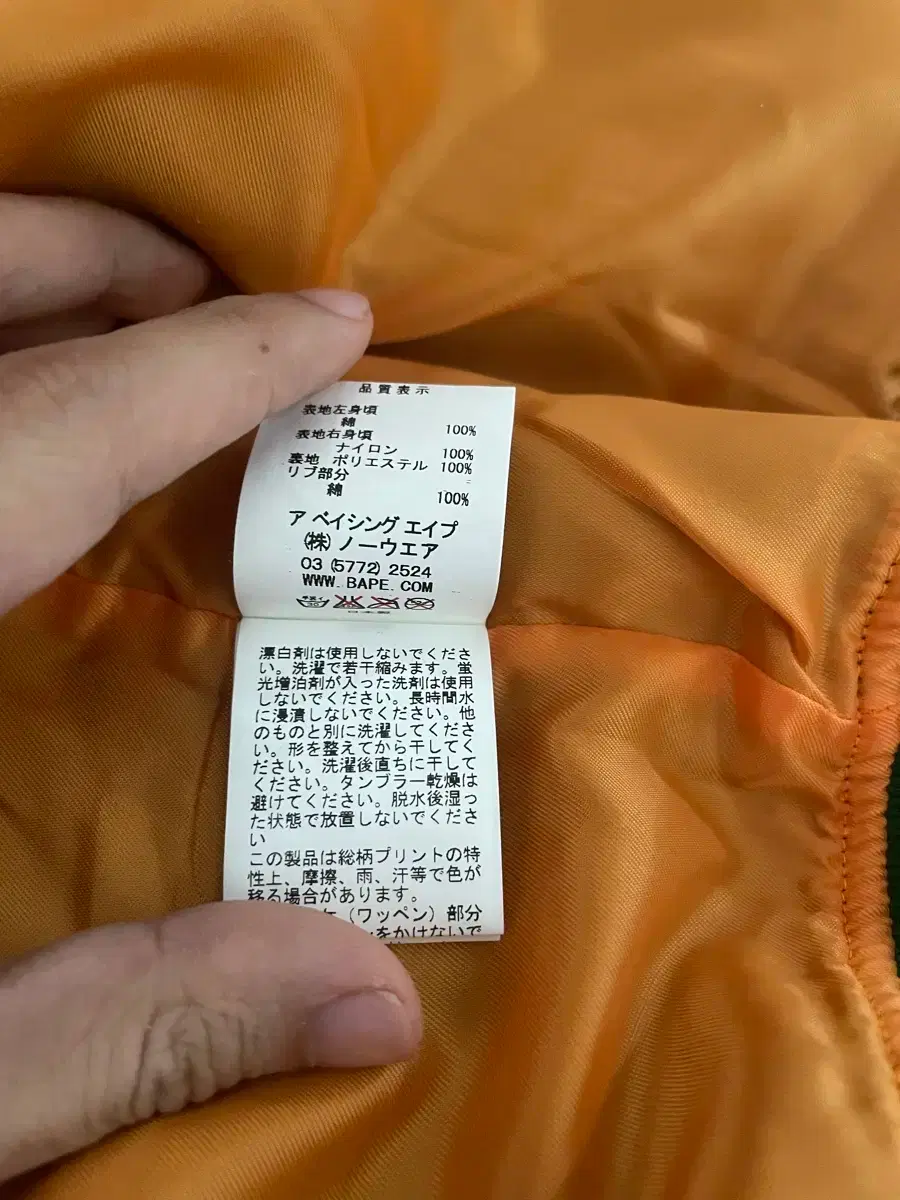 品質表示
表地左身頃
綿 100%
表地右身頃
ナイロン 100%
裏地 ポリエステル 100%
リブ部分
綿 100%
ア ベイシング エイプ
(株) ノーウエア
03 (5772) 2524
WWW. BAPE. COM
漂白剤は使用しないでくださ
い。洗濯で若干縮みます。蛍
光増泊剤が入った洗剤は使用
しないでください。長時間水
に浸漬しないでください。他
のものと別に洗濯してくださ
い。形を整えてから干してく
ださい。洗濯後直ちに干して
ください。タンブラー乾燥は
避けてください。脱水後湿っ
た状態で放置しないでくださ
い
この製品は総柄プリントの特
性上、摩擦、雨、汗等で色が
移る場合があります。
(ワッペン) 部分
をかけないで